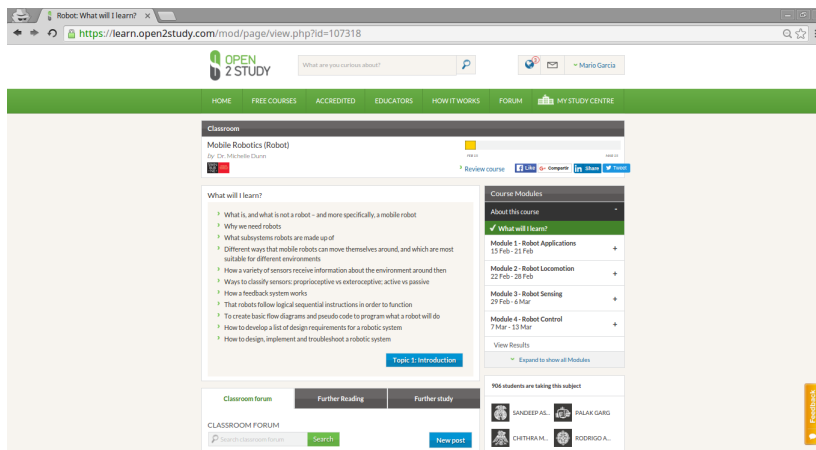 Robot: What will I learn?
https://learn.open2study.com/mod/page/view.php?id=107318
OPEN
2 STUDY
What are you curious about?
Mario Garcia
HOME FREE COURSES ACCREDITED EDUCATORS HOW IT WORKS FORUM MY STUDY CENTRE
Classroom
Mobile Robotics (Robot)
by Dr. Michelle Dunn
Review course
Like
Compartir
Share
Tweet
What will I learn?
What is, and what is not a robot – and more specifically, a mobile robot
Why we need robots
What subsystems robots are made up of
Different ways that mobile robots can move themselves around, and which are most
suitable for different environments
How a variety of sensors receive information about the environment around then
Ways to classify sensors: proprioceptive vs exteroceptive; active vs passive
How a feedback system works
That robots follow logical sequential instructions in order to function
To create basic flow diagrams and pseudo code to program what a robot will do
How to develop a list of design requirements for a robotic system
How to design, implement and troubleshoot a robotic system
Topic 1: Introduction
Classroom forum Further Reading Further study
CLASSROOM FORUM
Search classroom forum
Search
New post
Course Modules
About this course
What will I learn?
Module 1 - Robot Applications
15 Feb - 21 Feb
Module 2 - Robot Locomotion
22 Feb - 28 Feb
Module 3 - Robot Sensing
29 Feb - 6 Mar
Module 4 - Robot Control
7 Mar - 13 Mar
View Results
Expand to show all Modules
906 students are taking this subject
SANDEEP AS... PALAK GARG
CHITHRA M... RODRIGO A...
Feedback